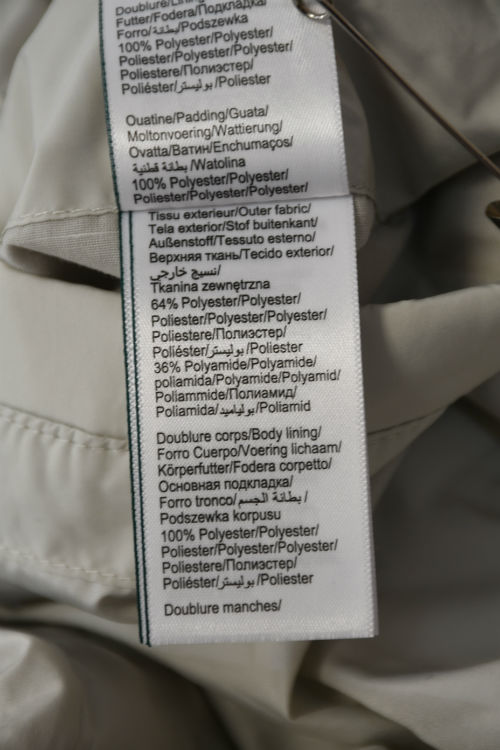 Doublure/Lining/
Futter/Fodera/Подкладка/
Forro/بطانة/Podszewka
100% Polyester/Polyester/
Poliester/Polyester/Polyester/
Poliestere/Полиэстер/
Poliéster/بوليستر/Poliester
Ouatine/Padding/Guata/
Moltonvoering/Wattierung/
Ovatta/Ватин/Enchumaços/
بطانة قطنية/Watolina
100% Polyester/Polyester/
Poliester/Polyester/Polyester/
Tissu exterieur/Outer fabric/
Tela exterior/Stof buitenkant/
Außenstoff/Tessuto esterno/
Верхняя ткань/Tecido exterior/
نسيج خارجي/
Tkanina zewnętrzna
64% Polyester/Polyester/
Poliester/Polyester/Polyester/
Poliestere/Полиэстер/
Poliéster/بوليستر/Poliester
36% Polyamide/Polyamide/
poliamida/Polyamide/Polyamid/
Poliammide/Полиамид/
Poliamida/بولياميد/Poliamid
Doublure corps/Body lining/
Forro Cuerpo/Voering lichaam/
Körperfutter/Fodera corpetto/
Основная подкладка/
Forro tronco/بطانة الجسم/
Podszewka korpusu
100% Polyester/Polyester/
Poliester/Polyester/Polyester/
Poliestere/Полиэстер/
Poliéster/بوليستر/Poliester
Doublure manches/